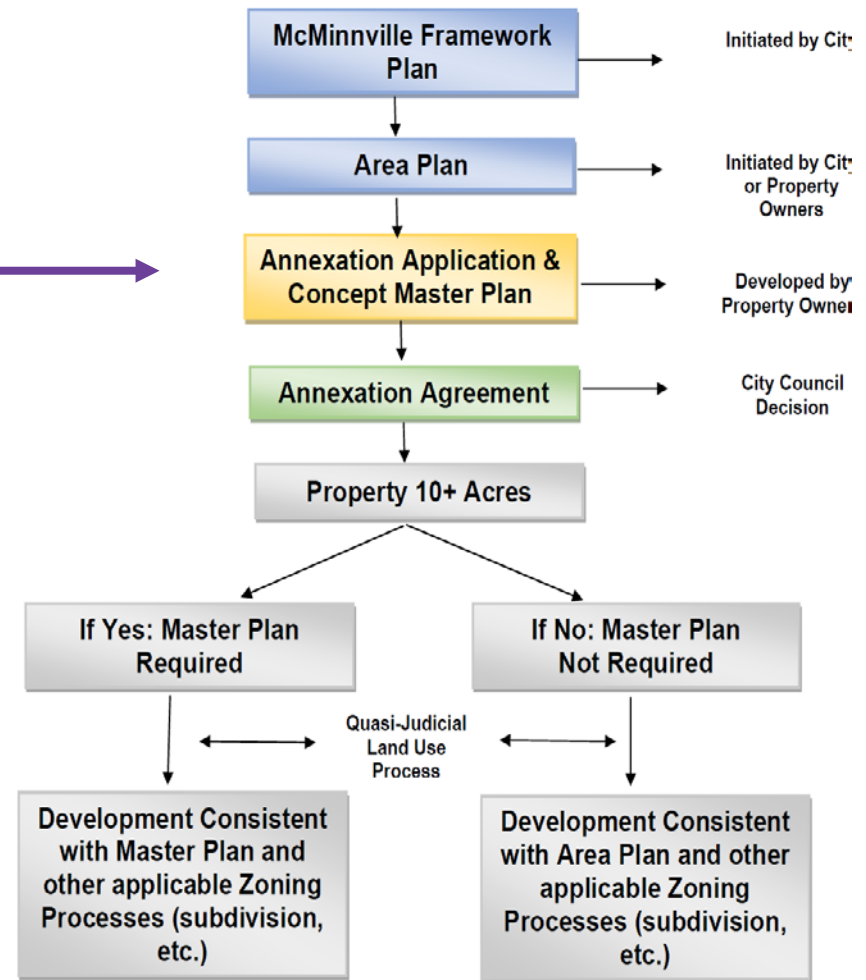 McMinnville Framework
Plan
Initiated by City
Area Plan
Initiated by City
or Property
Owners
Annexation Application &
Concept Master Plan
Developed by
Property Owner
Annexation Agreement
City Council
Decision
Property 10+ Acres
If Yes: Master Plan
Required
If No: Master Plan
Not Required
Quasi-Judicial
Land Use
Process
Development Consistent
with Master Plan and
other applicable Zoning
Processes (subdivision,
etc.)
Development Consistent
with Area Plan and other
applicable Zoning
Processes (subdivision,
etc.)